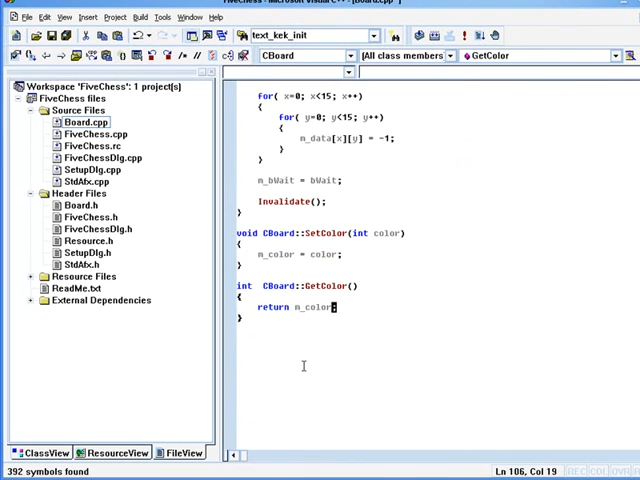 FiveChess - Microsoft Visual C++ - [Board.cpp]
File Edit View Insert Project Build Tools Window Help
text_kek_init
CBoard [All class members] GetColor
Workspace 'FiveChess': 1 project[s]
FiveChess files
Source Files
Board.cpp
FiveChess.cpp
FiveChess.rc
FiveChessDlg.cpp
SetupDlg.cpp
StdAfx.cpp
Header Files
Board.h
FiveChess.h
FiveChessDlg.h
Resource.h
SetupDlg.h
StdAfx.h
Resource Files
ReadMe.txt
External Dependencies
for( x=0; x<15; x++)
{
for( y=0; y<15; y++)
{
m_data[x][y] = -1;
}
}
m_bWait = bWait;
Invalidate();
}
void CBoard::SetColor(int color)
{
m_color = color;
}
int CBoard::GetColor()
{
return m_color;
}
ClassView ResourceView FileView
392 symbols found
Ln 106, Col 19
REC COL OVR